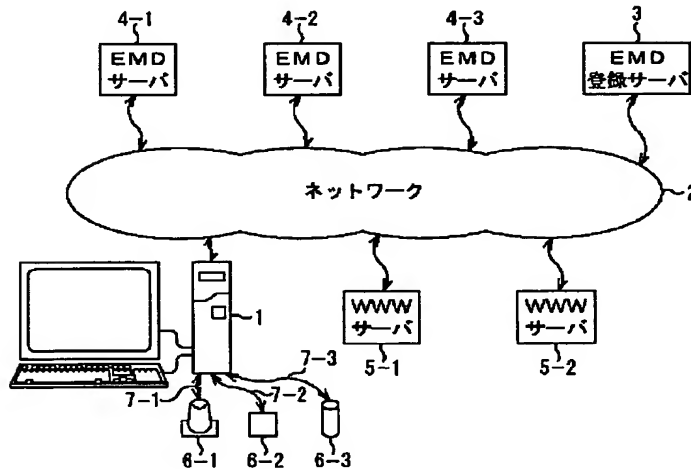 4-1
4-2
4-3
3
EMD
サーバ
EMD
サーバ
EMD
サーバ
EMD
登録サーバ
ネットワーク
2
1
WWW
サーバ
5-1
WWW
サーバ
5-2
7-3
7-1
7-2
6-1
6-2
6-3